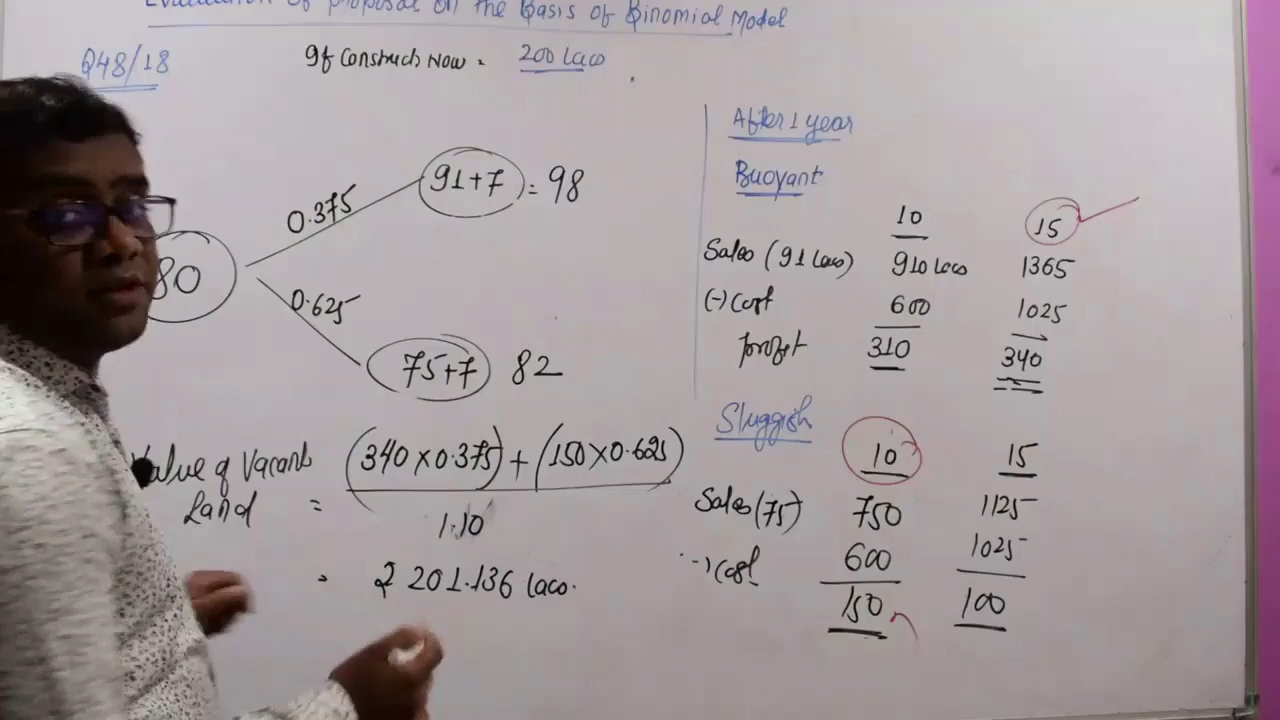 Evaluation of proposal on the Basis of Binomial Model
Q48/18
If Construct Now = 200 Lacs
80
0.375
91+7 = 98
0.625
75+7 82
Value of Vacant Land = (340 × 0.375) + (150 × 0.625)
1.10
= ₹ 201.136 lacs.
After 1 year
Buoyant
10 15
Sales (91 Lacs) 910 Lacs 1365
(-) Cost 600 1025
profit 310 340
Sluggish
10 15
Sales (75) 750 1125
(-) Cost 600 1025
150 100